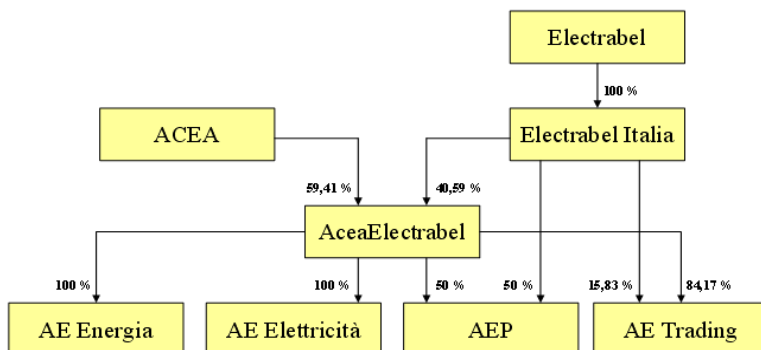 Electrabel
100 %
ACEA
Electrabel Italia
59,41 %
40,59 %
AceaElectrabel
100 %
100 %
50 %
50 %
15,83 %
84,17 %
AE Energia
AE Elettricità
AEP
AE Trading